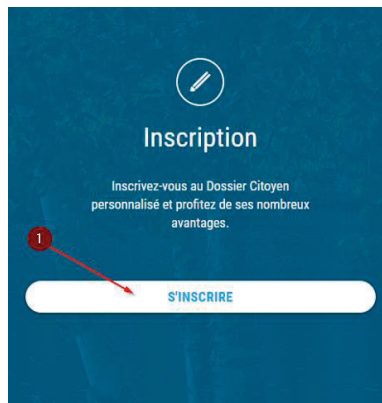 Inscription
Inscrivez-vous au Dossier Citoyen
personnalisé et profitez de ses nombreux
avantages.
1
S'INSCRIRE